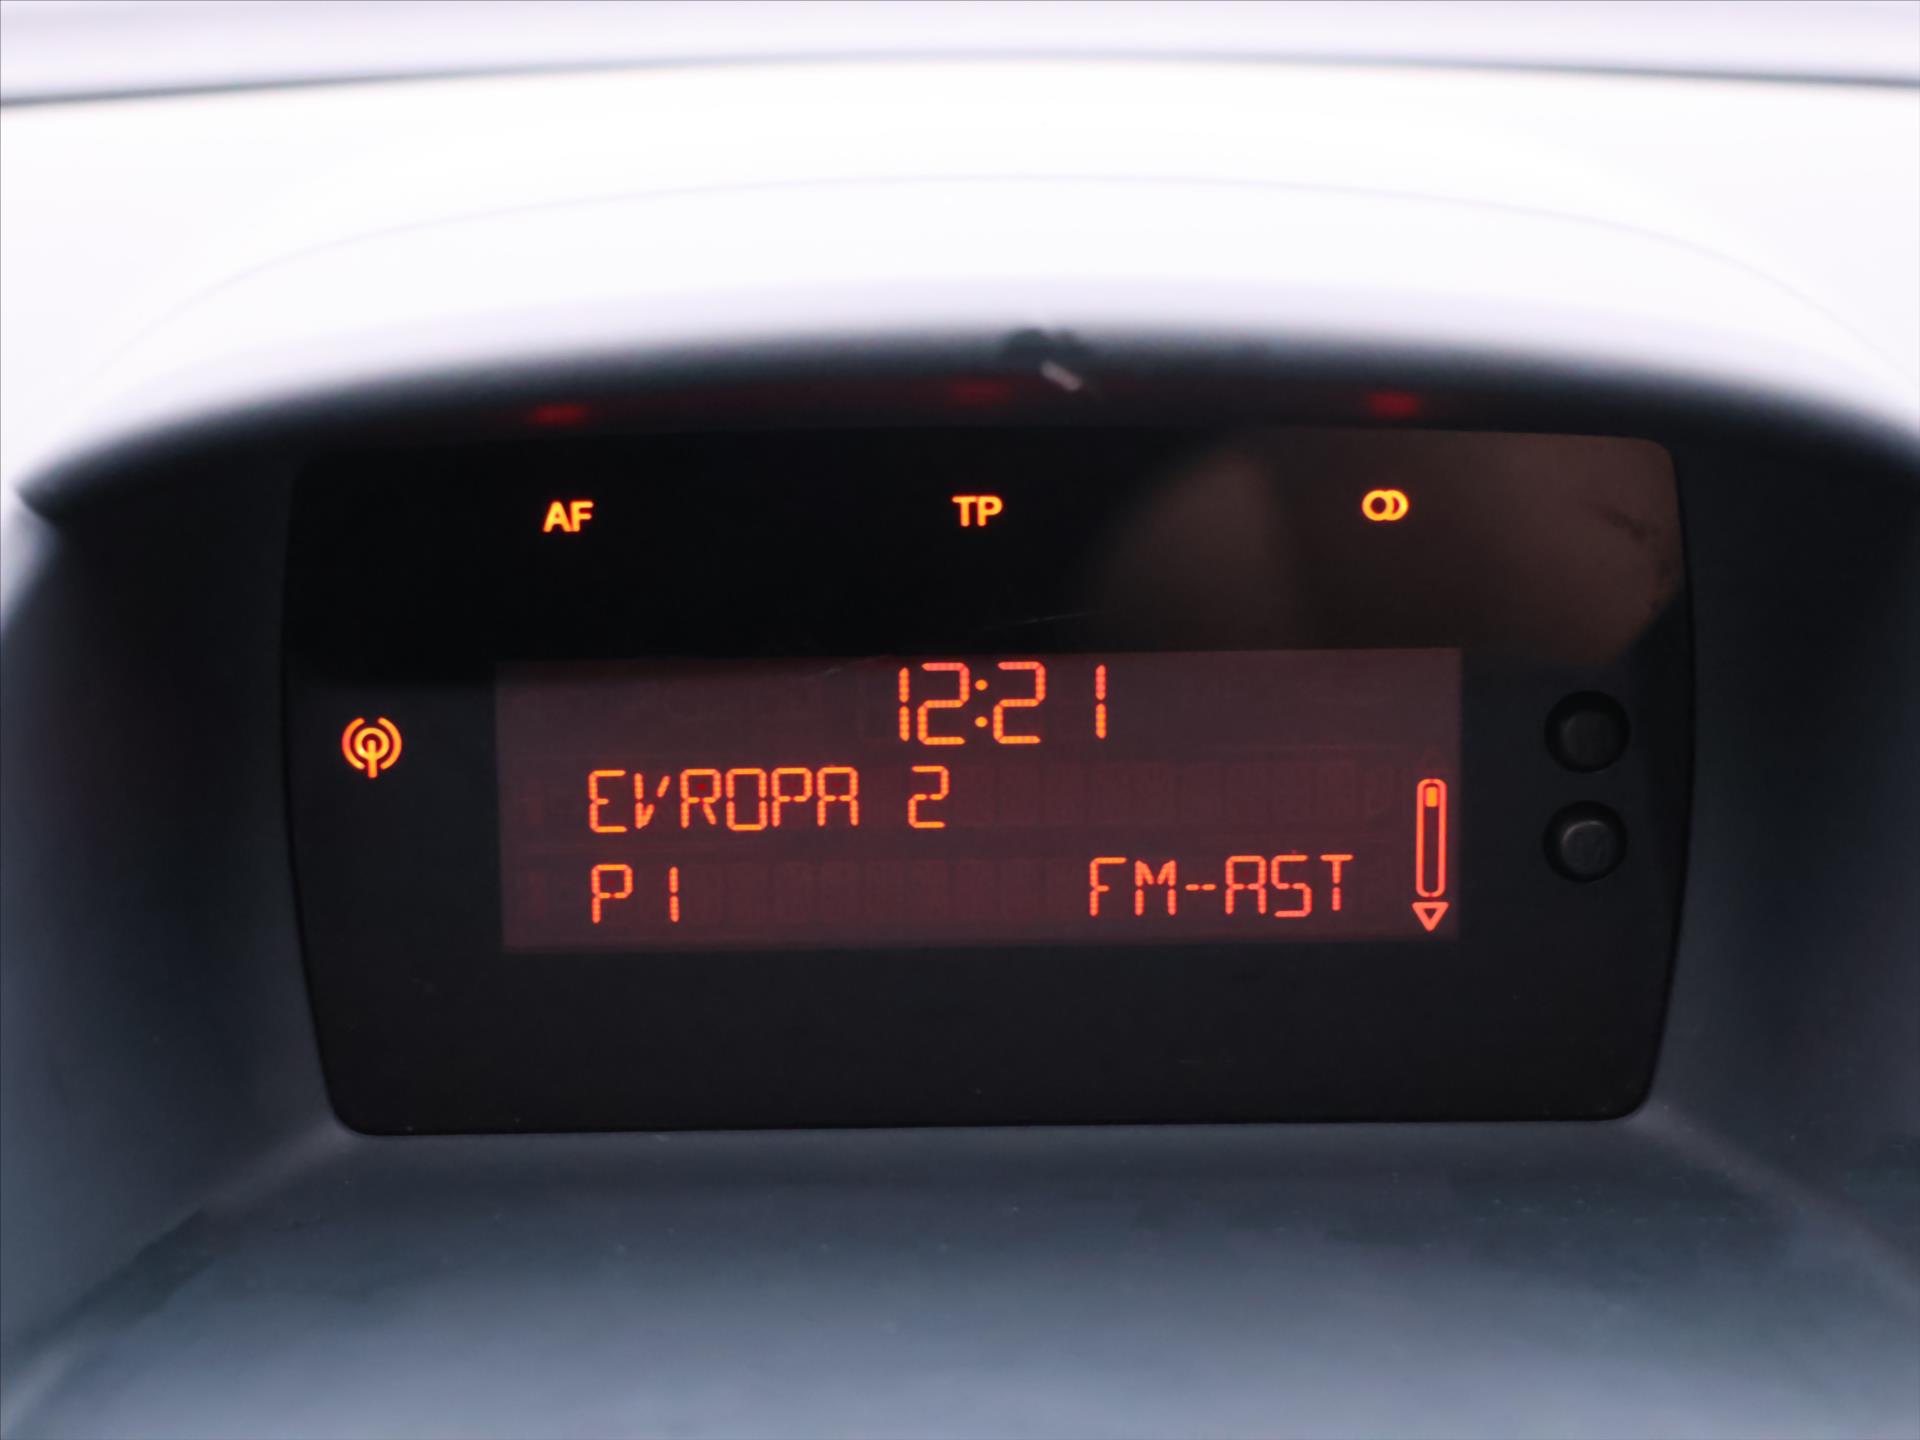 AF TP
12:21
EVROPA 2
P1 FM-AST